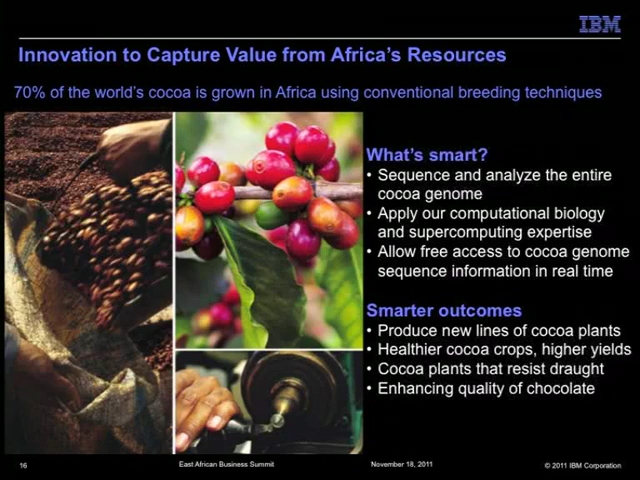 IBM
Innovation to Capture Value from Africa's Resources
70% of the world's cocoa is grown in Africa using conventional breeding techniques
What's smart?
• Sequence and analyze the entire
cocoa genome
• Apply our computational biology
and supercomputing expertise
• Allow free access to cocoa genome
sequence information in real time
Smarter outcomes
• Produce new lines of cocoa plants
• Healthier cocoa crops, higher yields
• Cocoa plants that resist draught
• Enhancing quality of chocolate
16
East African Business Summit
November 18, 2011
© 2011 IBM Corporation